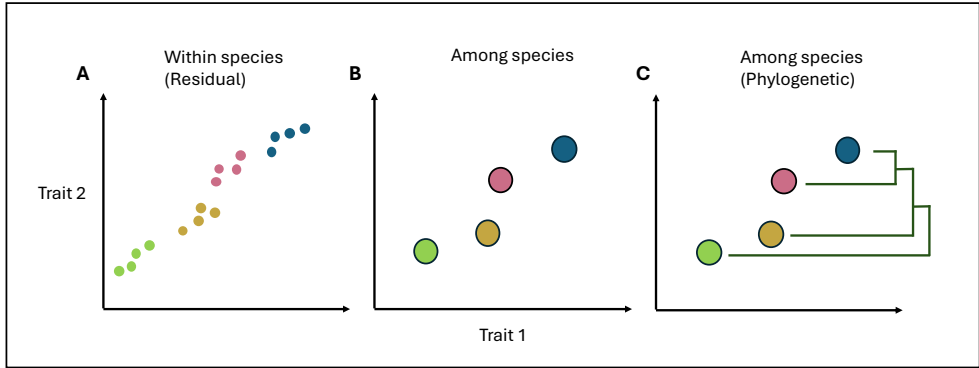 A
Within species
(Residual)
B
Among species
C
Among species
(Phylogenetic)
Trait 2
Trait 1